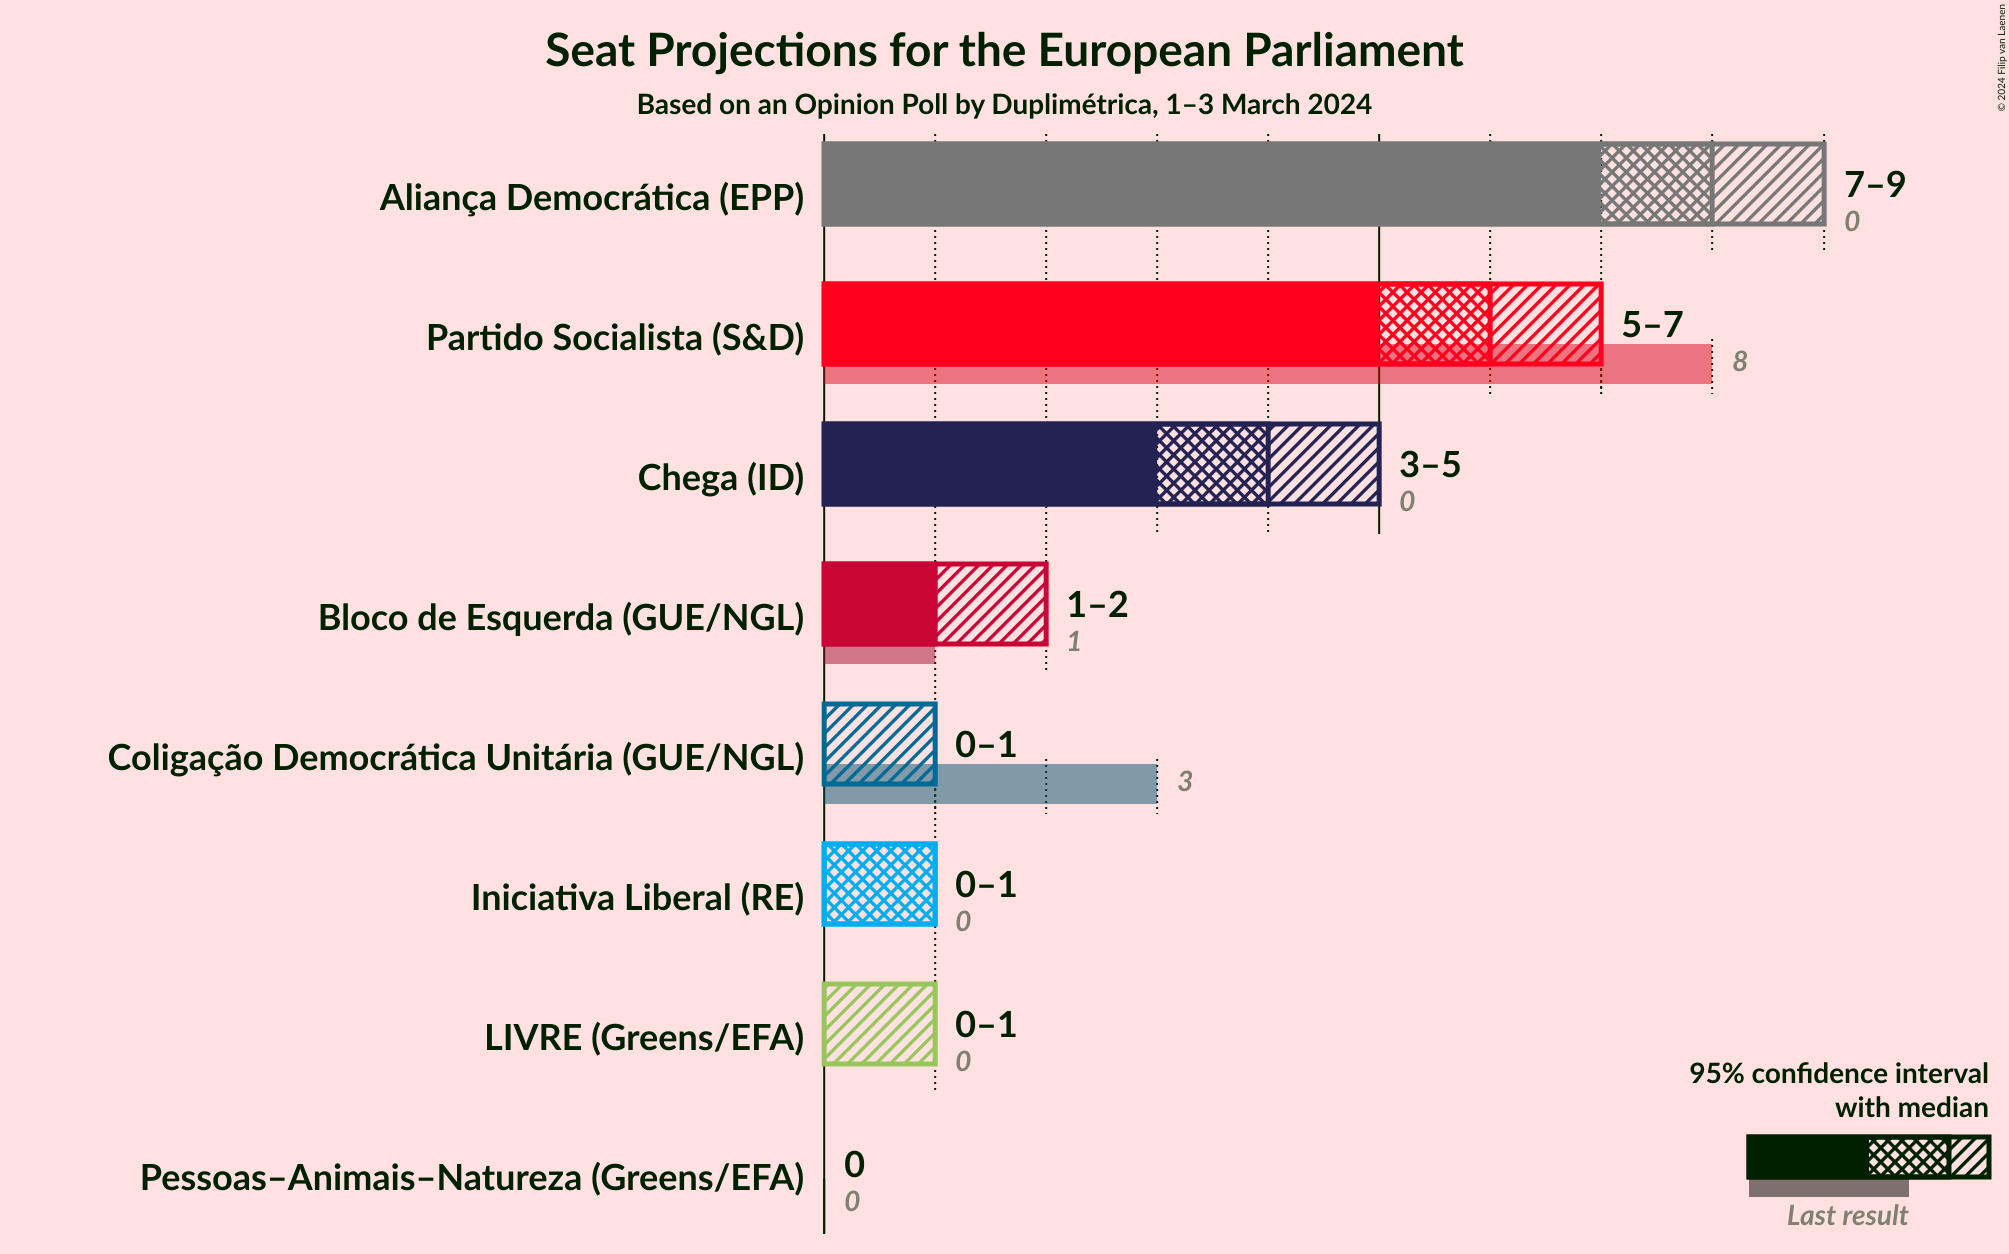 Seat Projections for the European Parliament
Based on an Opinion Poll by Duplimétrica, 1–3 March 2024
© 2024 Filip van Laenen
Aliança Democrática (EPP)
7–9
0
Partido Socialista (S&D)
5–7
8
Chega (ID)
3–5
0
Bloco de Esquerda (GUE/NGL)
1–2
1
Coligação Democrática Unitária (GUE/NGL)
0–1
3
Iniciativa Liberal (RE)
0–1
0
LIVRE (Greens/EFA)
0–1
0
Pessoas–Animais–Natureza (Greens/EFA)
0
0
95% confidence interval
with median
Last result